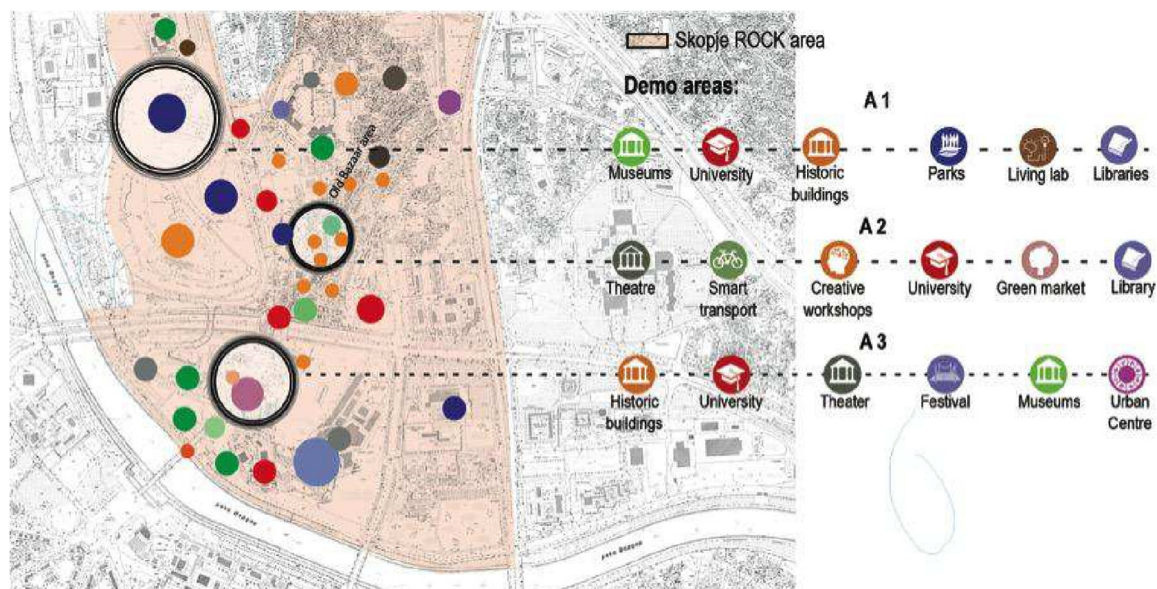 Skopje ROCK area
Demo areas:
A 1
Museums
University
Historic
buildings
Parks
Living lab
Libraries
Old Bazaar area
A 2
Theatre
Smart
transport
Creative
workshops
University
Green market
Library
A 3
Historic
buildings
University
Theater
Festival
Museums
Urban
Centre